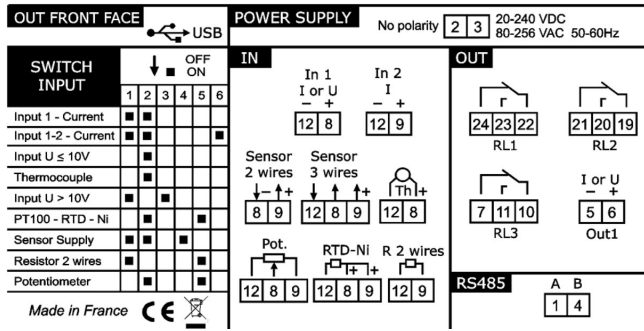 OUT FRONT FACE
USB
POWER SUPPLY
No polarity 2 3 20-240 VDC
80-256 VAC 50-60Hz
SWITCH
INPUT
OFF
ON
1 2 3 4 5 6
Input 1 - Current
Input 1-2 - Current
Input U ≤ 10V
Thermocouple
Input U > 10V
PT100 - RTD - Ni
Sensor Supply
Resistor 2 wires
Potentiometer
Made in France CE
IN
In 1
I or U
− +
12 8
In 2
I
− +
12 9
Sensor
2 wires
− +
8 9
Sensor
3 wires
+
12 8 9
Th +
12 8
Pot.
12 8 9
RTD-Ni
+ +
12 8 9
R 2 wires
12 9
OUT
r
24 23 22
RL1
r
21 20 19
RL2
r
7 11 10
RL3
I or U
− +
5 6
Out1
RS485
A B
1 4